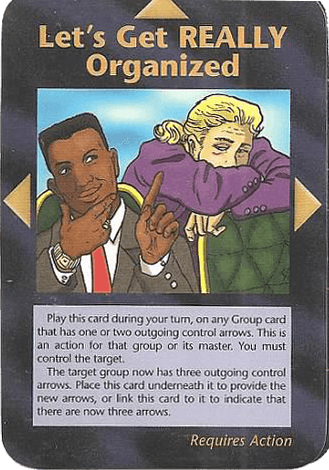 Let's Get REALLY
Organized
Play this card during your turn, on any Group card
that has one or two outgoing control arrows. This is
an action for that group or its master. You must
control the target.
The target group now has three outgoing control
arrows. Place this card underneath it to provide the
new arrows, or link this card to it to indicate that
there are now three arrows.
Requires Action